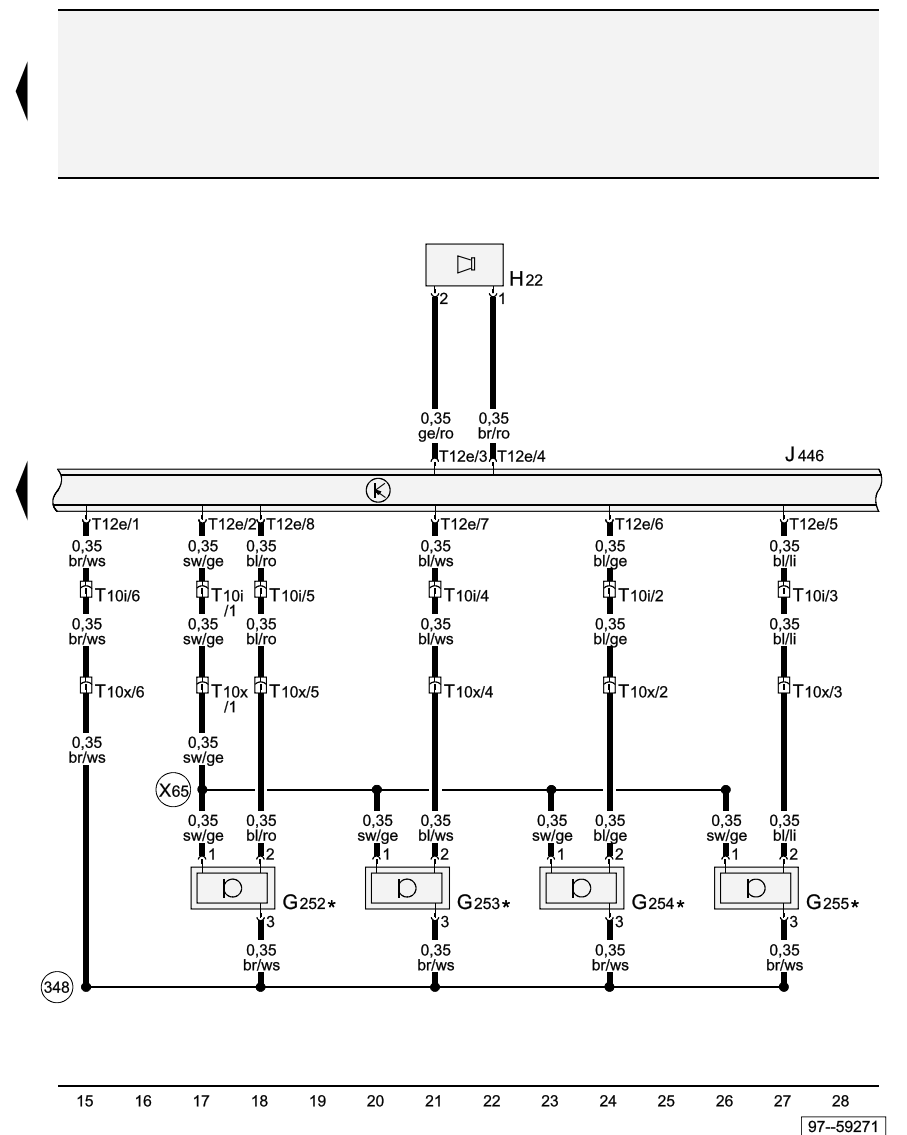 H22
2 1
0,35 0,35
ge/ro br/ro
T12e/3 T12e/4
J446
T12e/1 T12e/2 T12e/8 T12e/7 T12e/6 T12e/5
0,35 0,35 0,35 0,35 0,35 0,35
br/ws sw/ge bl/ro bl/ws bl/ge bl/li
T10i/6 T10i T10i/5 T10i/4 T10i/2 T10i/3
/1
0,35 0,35 0,35 0,35 0,35 0,35
br/ws sw/ge bl/ro bl/ws bl/ge bl/li
T10x/6 T10x T10x/5 T10x/4 T10x/2 T10x/3
/1
0,35 0,35
br/ws sw/ge
X65
0,35 0,35 0,35 0,35 0,35 0,35 0,35 0,35
sw/ge bl/ro sw/ge bl/ws sw/ge bl/ge sw/ge bl/li
1 2 1 2 1 2 1 2
G252* G253* G254* G255*
3 3 3 3
0,35 0,35 0,35 0,35
br/ws br/ws br/ws br/ws
348
15 16 17 18 19 20 21 22 23 24 25 26 27 28
97--59271